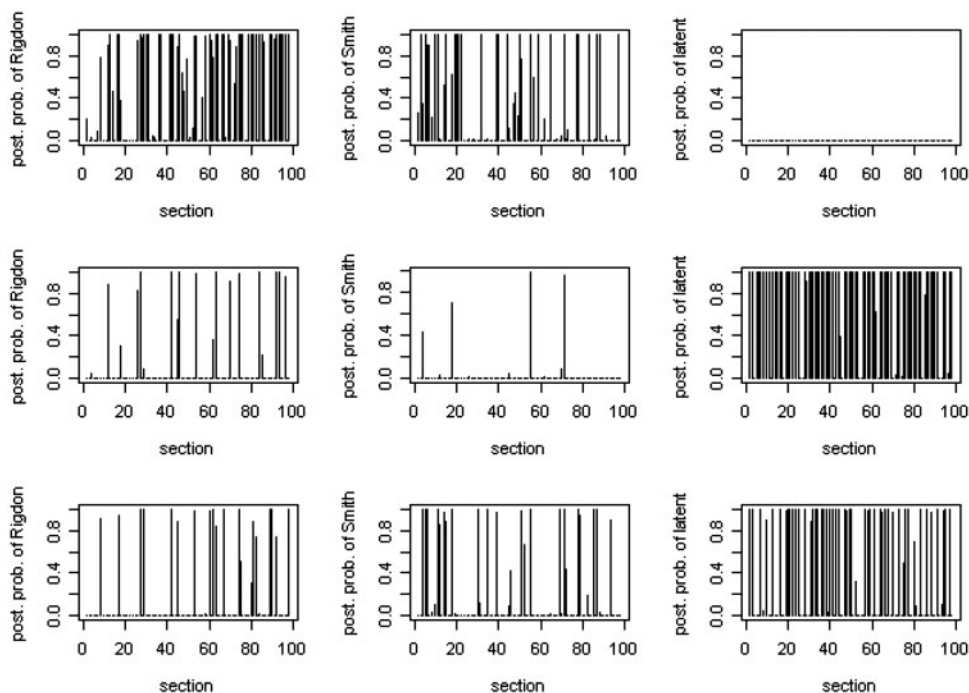 post. prob. of Rigdon
0.0 0.4 0.8
0 20 40 60 80 100
section
post. prob. of Smith
0.0 0.4 0.8
0 20 40 60 80 100
section
post. prob. of latent
0.0 0.4 0.8
0 20 40 60 80 100
section
post. prob. of Rigdon
0.0 0.4 0.8
0 20 40 60 80 100
section
post. prob. of Smith
0.0 0.4 0.8
0 20 40 60 80 100
section
post. prob. of latent
0.0 0.4 0.8
0 20 40 60 80 100
section
post. prob. of Rigdon
0.0 0.4 0.8
0 20 40 60 80 100
section
post. prob. of Smith
0.0 0.4 0.8
0 20 40 60 80 100
section
post. prob. of latent
0.0 0.4 0.8
0 20 40 60 80 100
section